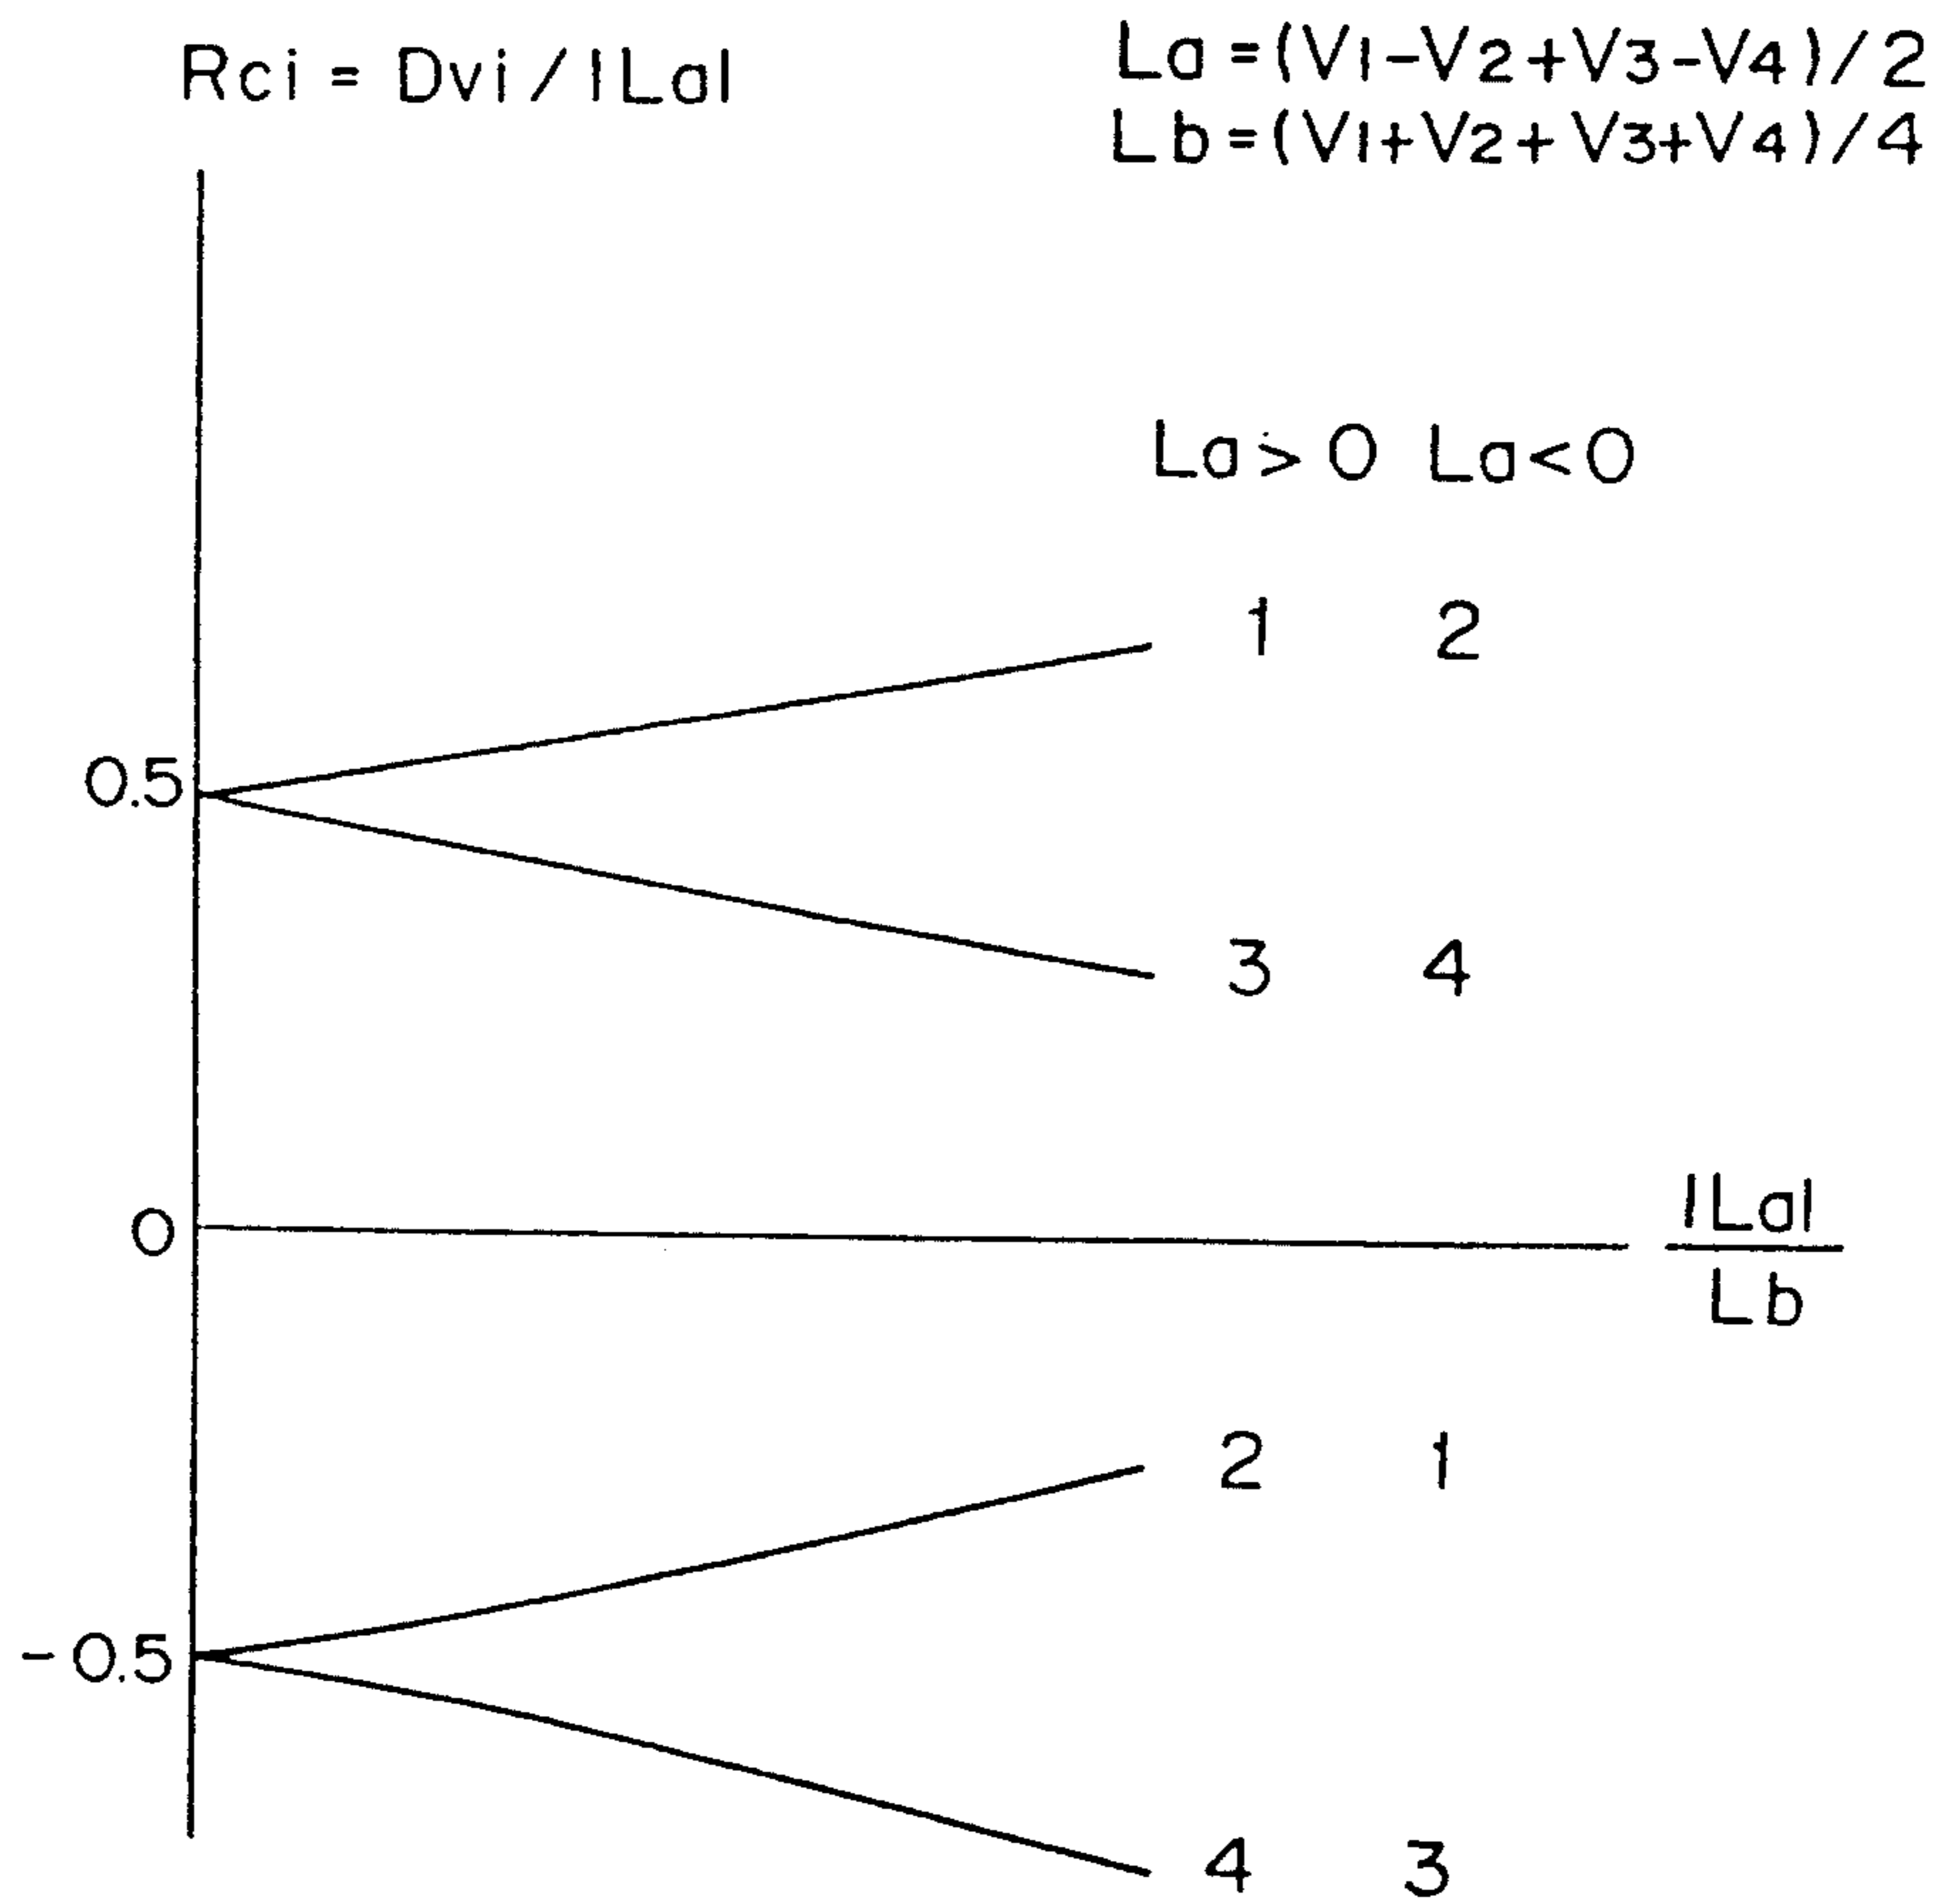 Rci = Dvi / |La|
La = (V1-V2+V3-V4)/2
Lb = (V1+V2+V3+V4)/4
La > 0 La < 0
1 2
0.5
3 4
0
|La|
Lb
2 1
-0.5
4 3